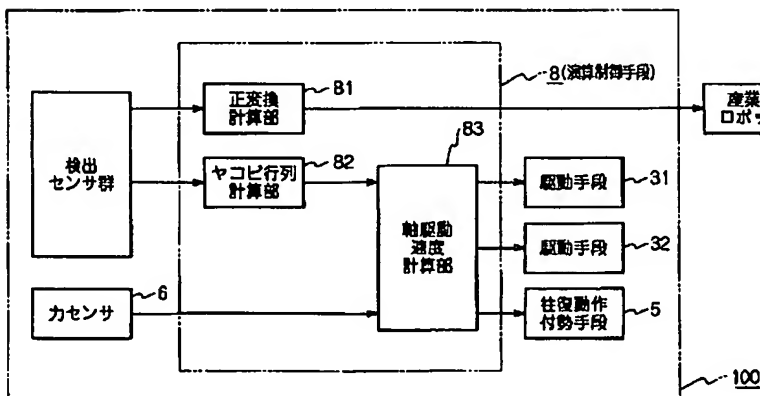 8(演算制御手段)
81
正変換
計算部
産業
ロボッ
検出
センサ群
82
ヤコビ行列
計算部
83
軸駆動
速度
計算部
駆動手段
31
駆動手段
32
力センサ
6
往復動作
付勢手段
5
100